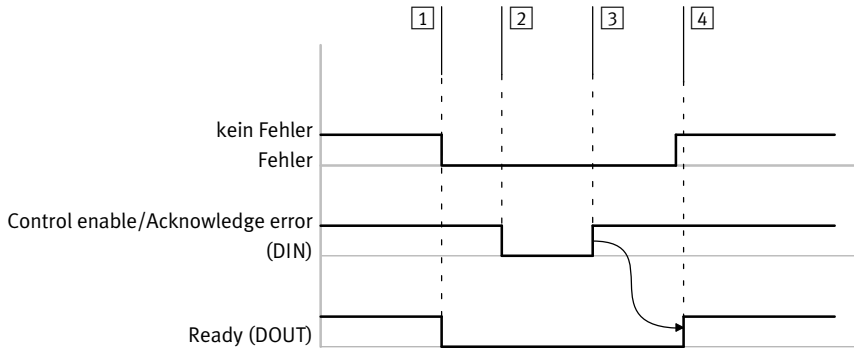 1 2 3 4
kein Fehler
Fehler
Control enable/Acknowledge error
(DIN)
Ready (DOUT)